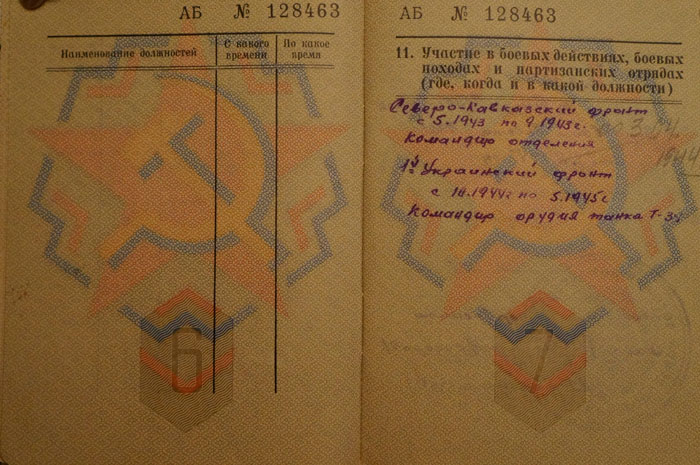 АБ № 128463
Наименование должностей
С какого времени
По какое время
6
АБ № 128463
11. Участие в боевых действиях, боевых
походах и партизанских отрядах
(где, когда и в какой должности)
Северо-Кавказский фронт
с 5.1943 по 9.1943г.
Командир отделения
1й Украинский фронт
с 10.1944г по 5.1945г
Командир орудия танка Т-34
7